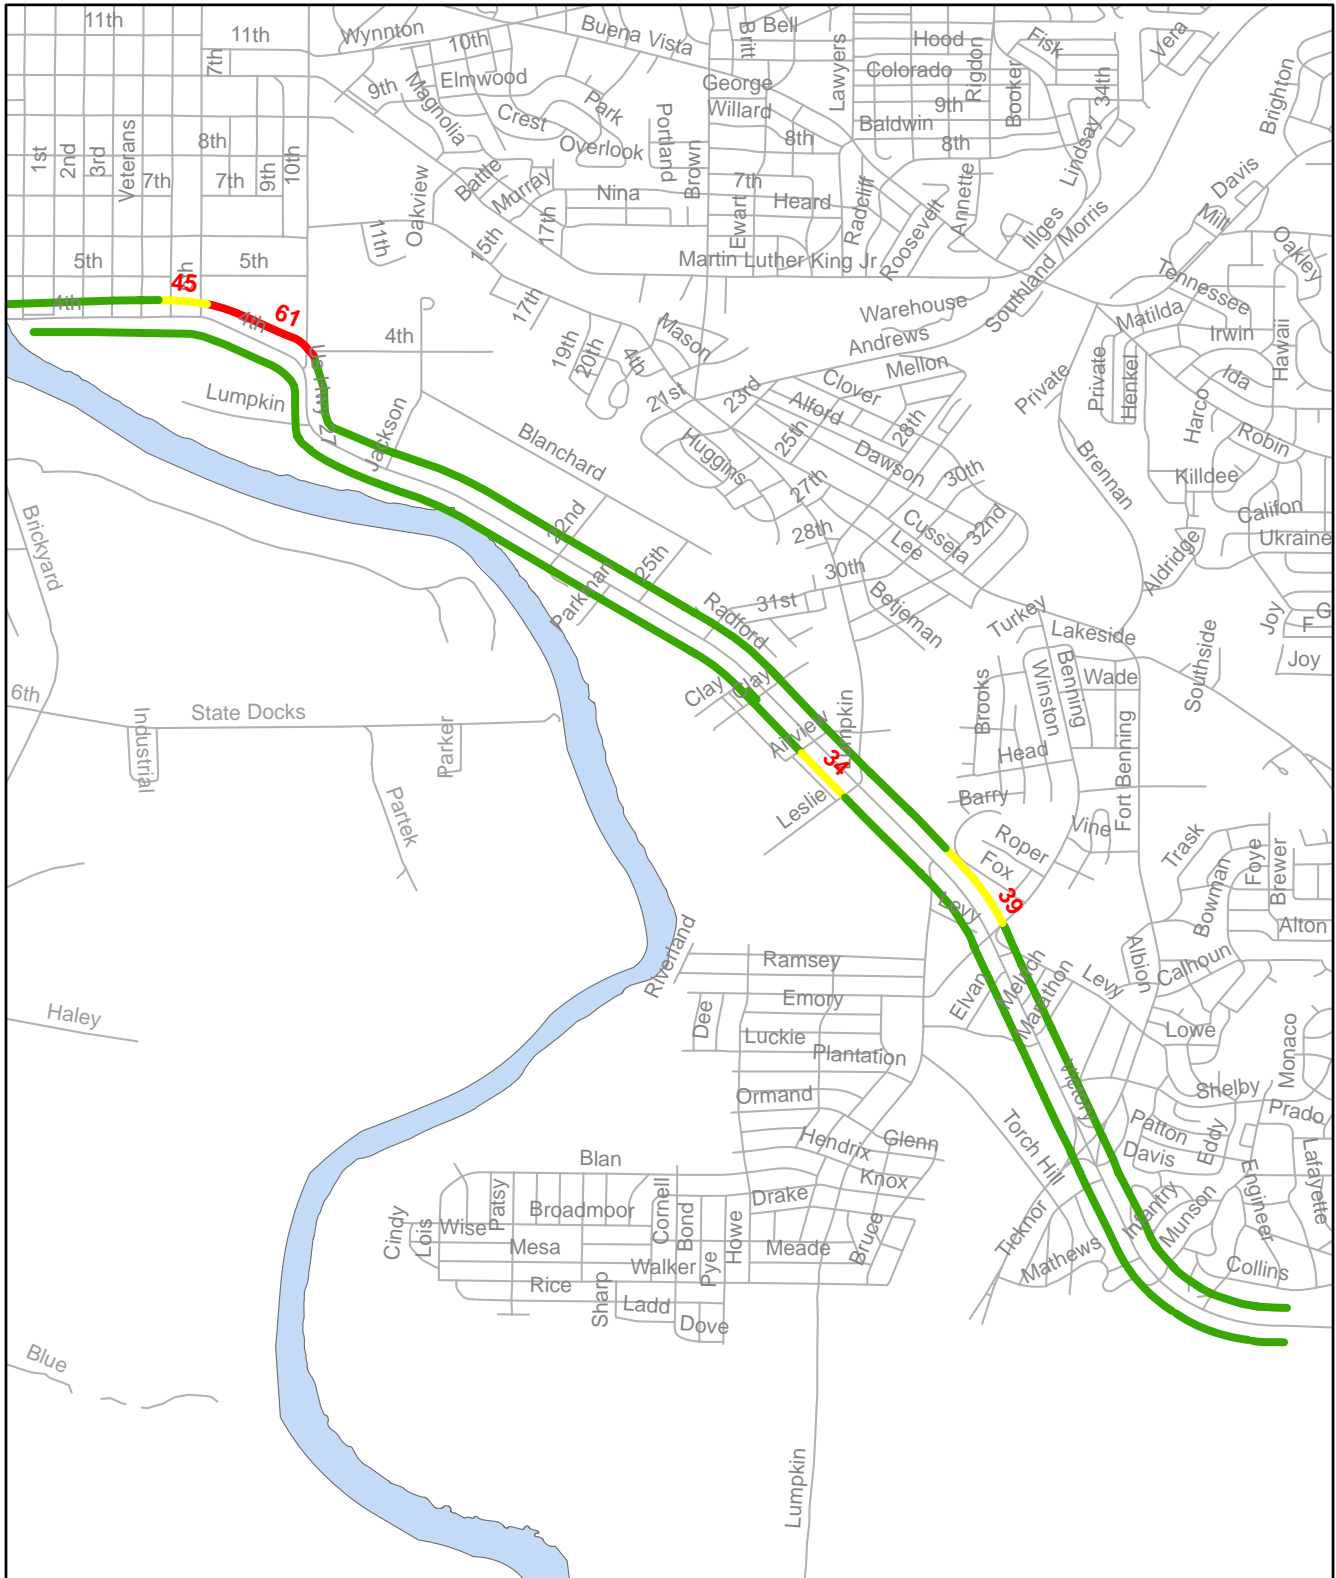 11th
11th
Wynnton
10th
Buena Vista
Britt
Bell
Lawyers
Hood
Rigdon
Fisk
Vera
7th
9th
Magnolia
Elmwood
Crest
Park
Overlook
Portland
Brown
George
Willard
Colorado
9th
Baldwin
8th
8th
Booker
34th
Lindsay
Brighton
1st
2nd
3rd
Veterans
8th
7th
7th
9th
10th
Oakview
Battle
Murray
Nina
7th
Ewart
Heard
Radcliff
Roosevelt
Annette
Illges
Morris
Davis
Mill
Oakley
11th
15th
17th
Martin Luther King Jr
Southland
Tennessee
5th
5th
45
61
4th
4th
4th
17th
19th
20th
4th
Mason
Warehouse
Andrews
Mellon
Matilda
Irwin
Hawaii
Private
Private
Henkel
Ida
Harco
Robin
Lumpkin
Us Hwy 27
Jackson
Blanchard
21st
23rd
Clover
Alford
25th
28th
Dawson
Huggins
27th
30th
Brennan
Killdee
Califon
Ukraine
Brickyard
22nd
25th
28th
Cusseta
Lee
32nd
Aldridge
30th
31st
Betjeman
Parkman
Radford
Turkey
Lakeside
Southside
Joy
G
F
Joy
6th
Industrial
State Docks
Parker
Partek
Clay
Clay
Airview
Lumpkin
34
Leslie
Brooks
Winston
Benning
Wade
Head
Fort Benning
Barry
Roper
Fox
Vine
Trask
Bowman
Foye
Brewer
Alton
39
Levy
Riverland
Ramsey
Emory
Dee
Luckie
Plantation
Elvan
Marathon
Levy
Albion
Calhoun
Lowe
Monaco
Haley
Ormand
Victory
Shelby
Prado
Hendrix
Glenn
Knox
Torch Hill
Patton
Davis
Eddy
Engineer
Lafayette
Blan
Patsy
Broadmoor
Cornell
Bond
Drake
Cindy
Lois
Wise
Mesa
Walker
Pye
Howe
Meade
Bruce
Ticknor
Mathews
Infantry
Munson
Collins
Rice
Sharp
Ladd
Dove
Blue
Lumpkin